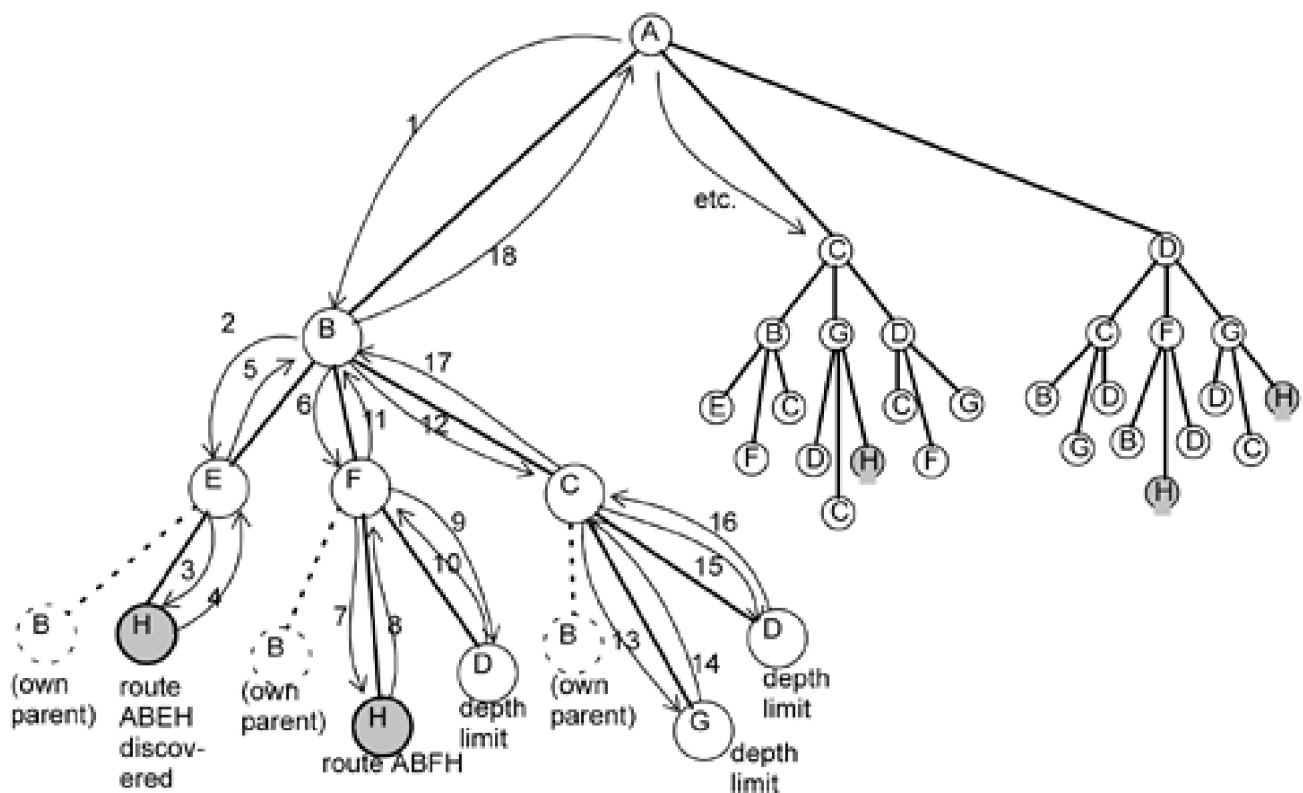 A
1
etc.
18
C
D
B
2
17
B
G
D
C
F
G
5
6
11
12
E
C
C
G
B
D
D
H
E
F
C
F
D
H
F
G
B
D
C
9
16
C
H
3
10
15
4
7
8
B
H
B
B
13
D
D
14
(own
parent)
route
ABEH
discov-
ered
(own
parent)
H
depth
limit
(own
parent)
G
depth
limit
route ABFH
depth
limit